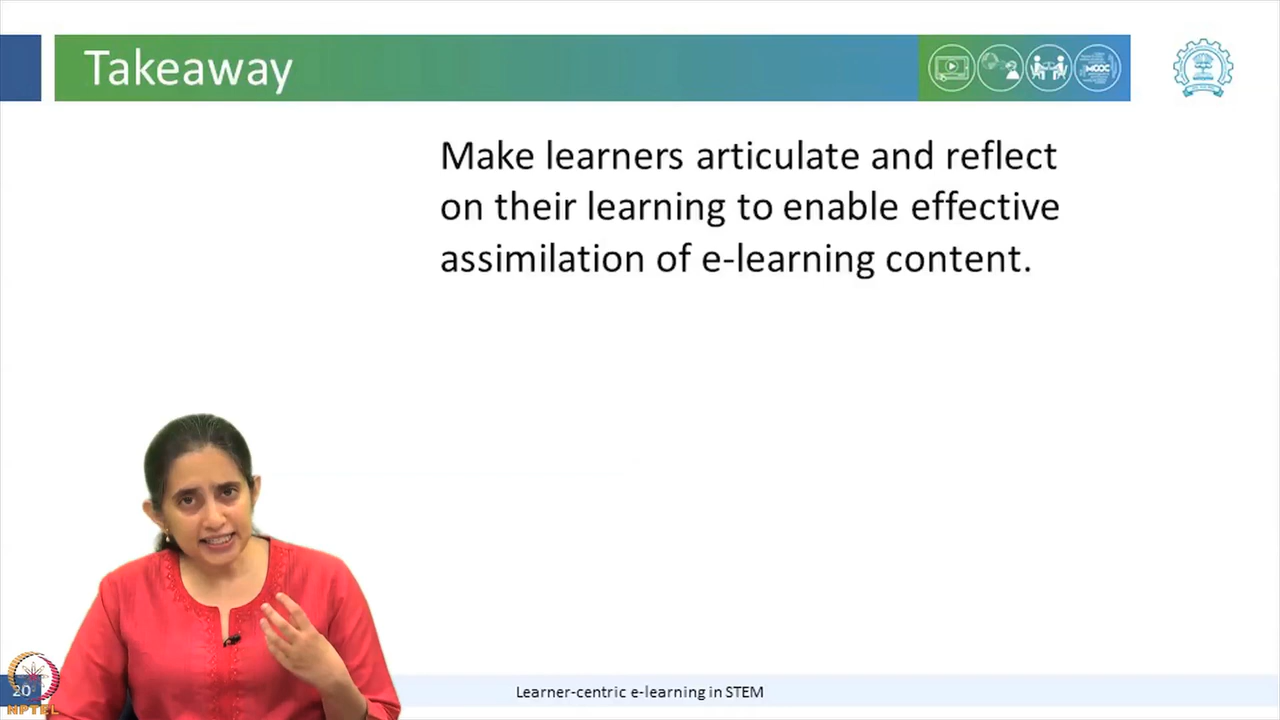 Takeaway
MOOC
Make learners articulate and reflect
on their learning to enable effective
assimilation of e-learning content.
20
Learner-centric e-learning in STEM
NPTEL